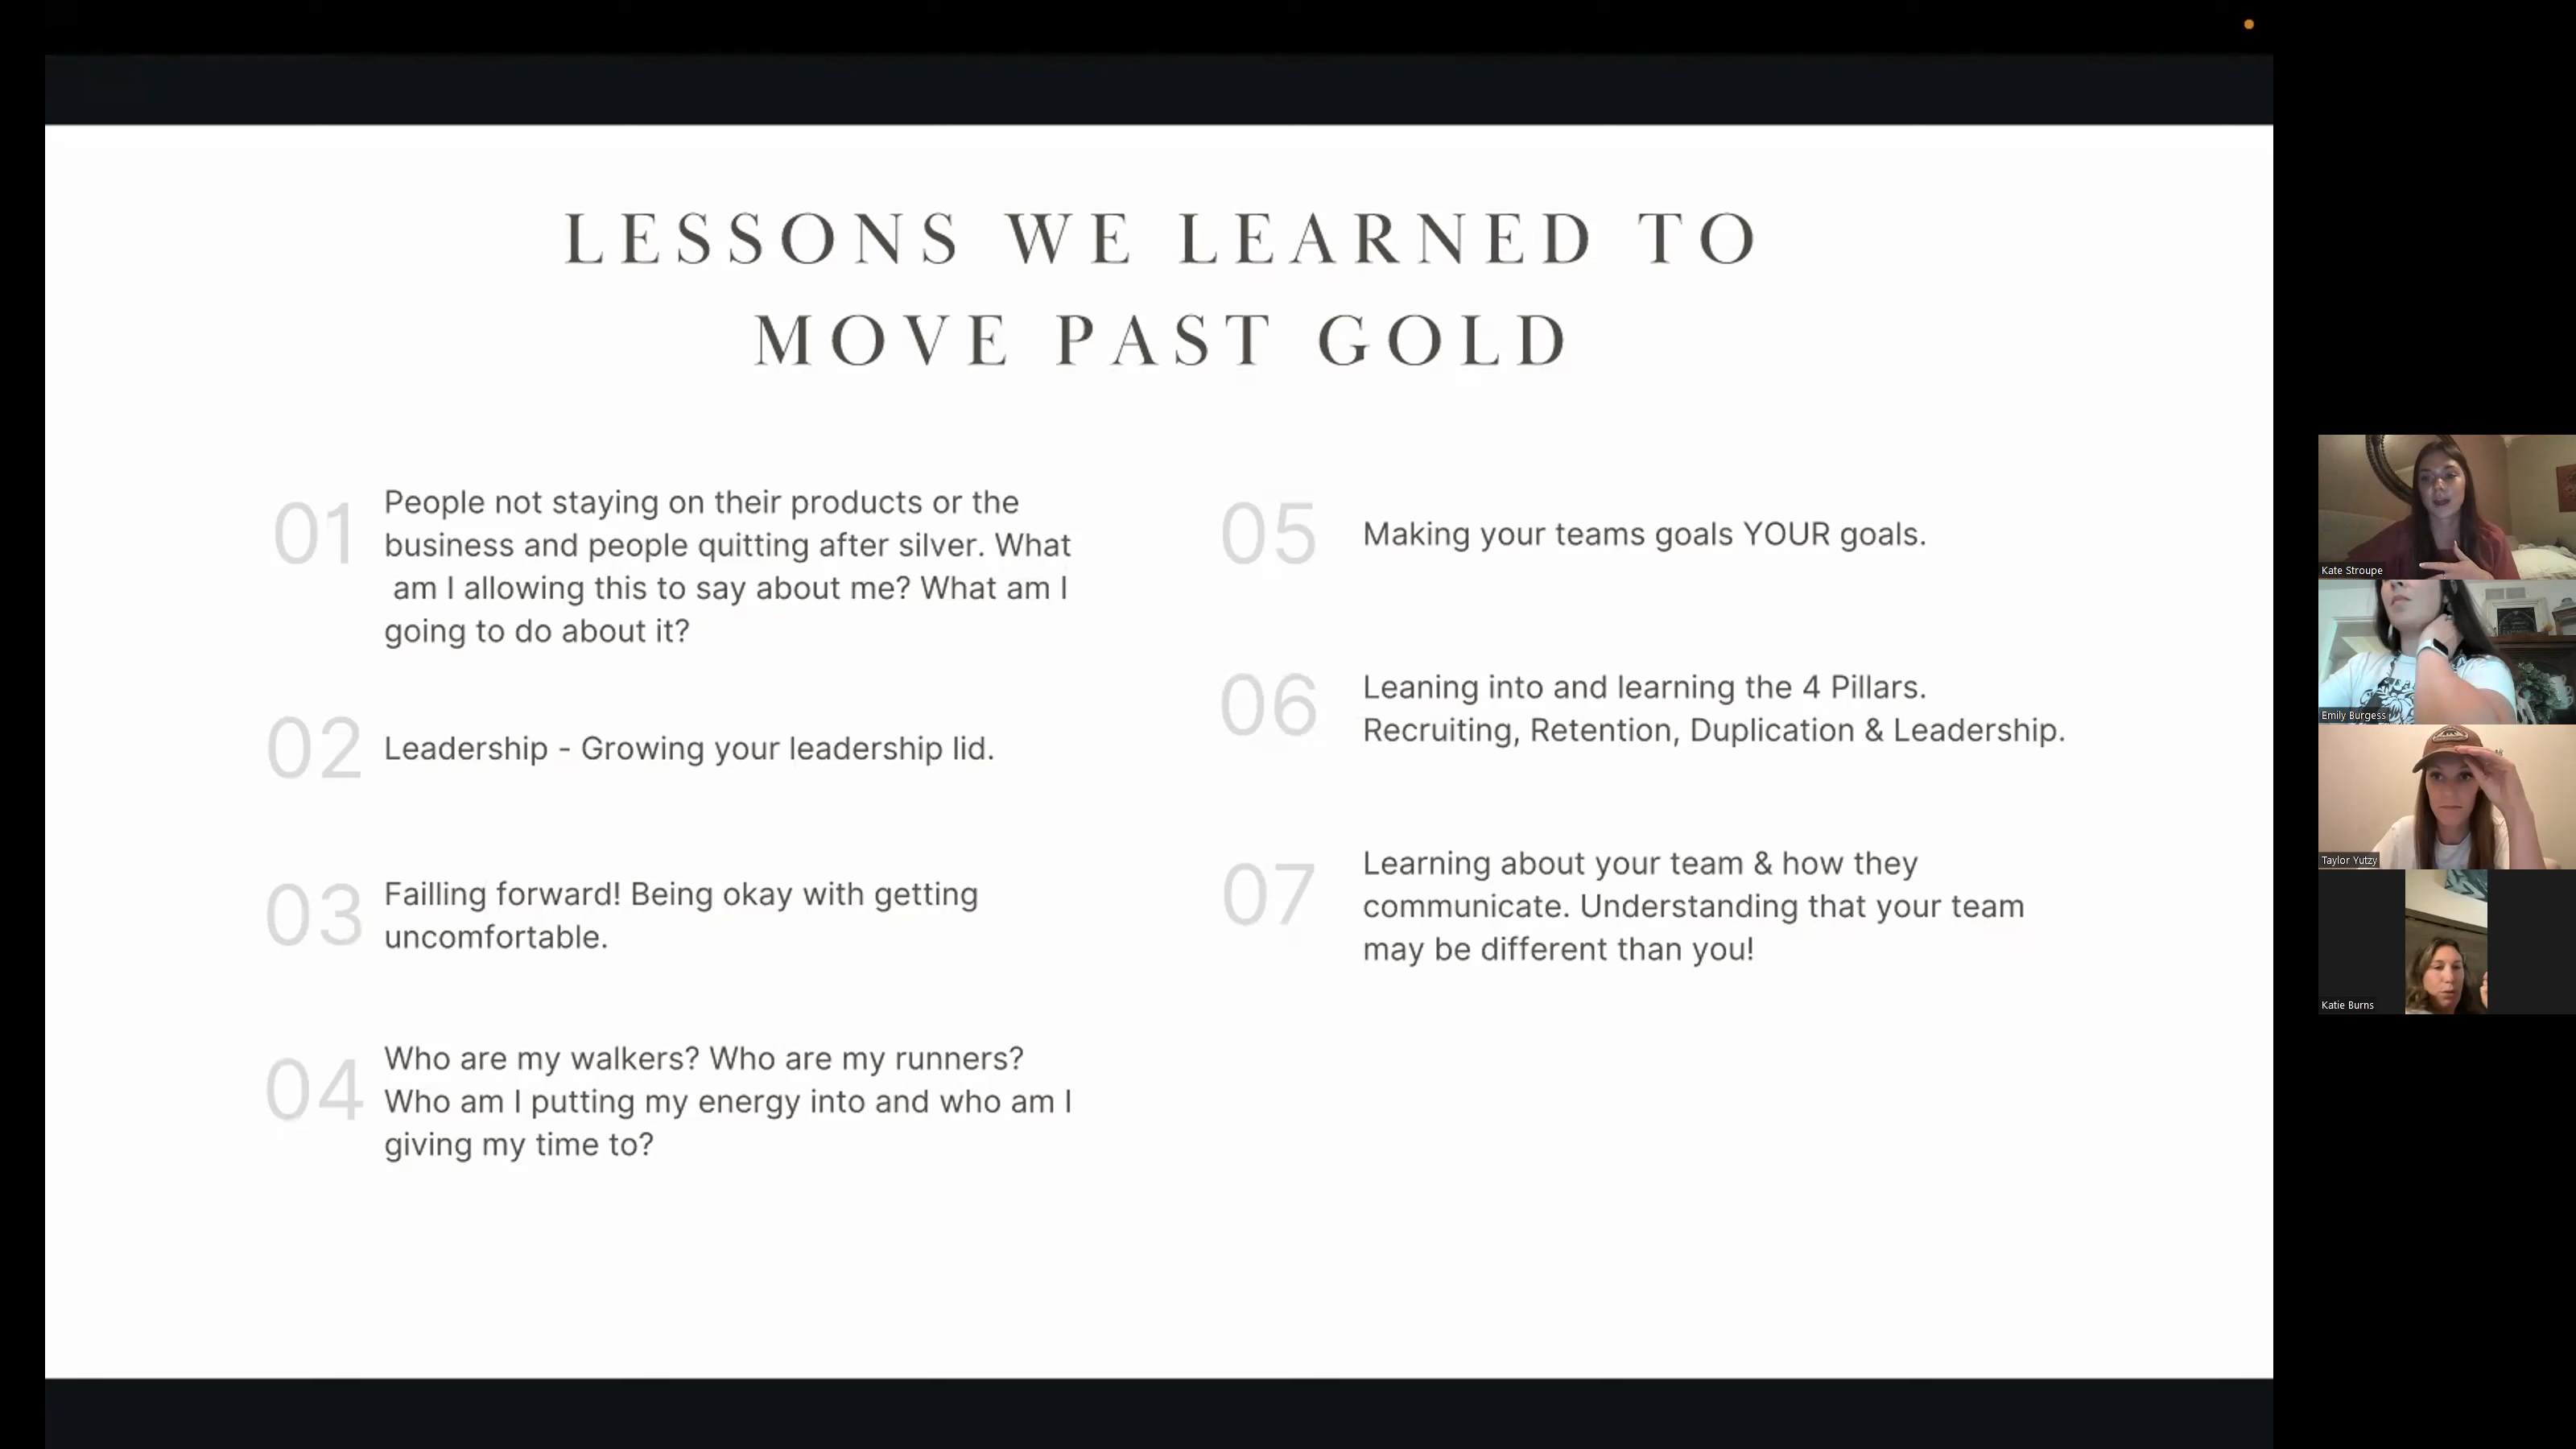 LESSONS WE LEARNED TO
MOVE PAST GOLD
01
People not staying on their products or the
business and people quitting after silver. What
am I allowing this to say about me? What am I
going to do about it?
02
Leadership - Growing your leadership lid.
03
Failling forward! Being okay with getting
uncomfortable.
04
Who are my walkers? Who are my runners?
Who am I putting my energy into and who am I
giving my time to?
05
Making your teams goals YOUR goals.
06
Leaning into and learning the 4 Pillars.
Recruiting, Retention, Duplication & Leadership.
07
Learning about your team & how they
communicate. Understanding that your team
may be different than you!
Kate Stroupe
Emily Burgess
Taylor Yutzy
Katie Burns